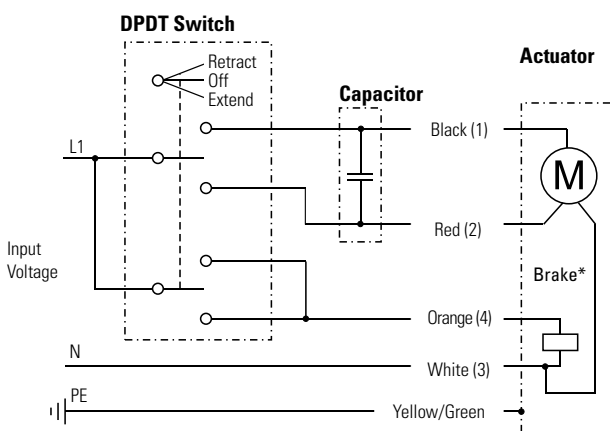 DPDT Switch
Retract
Off
Extend
Capacitor
Actuator
L1
Black (1)
M
Red (2)
Input
Voltage
Brake*
Orange (4)
N
White (3)
PE
Yellow/Green